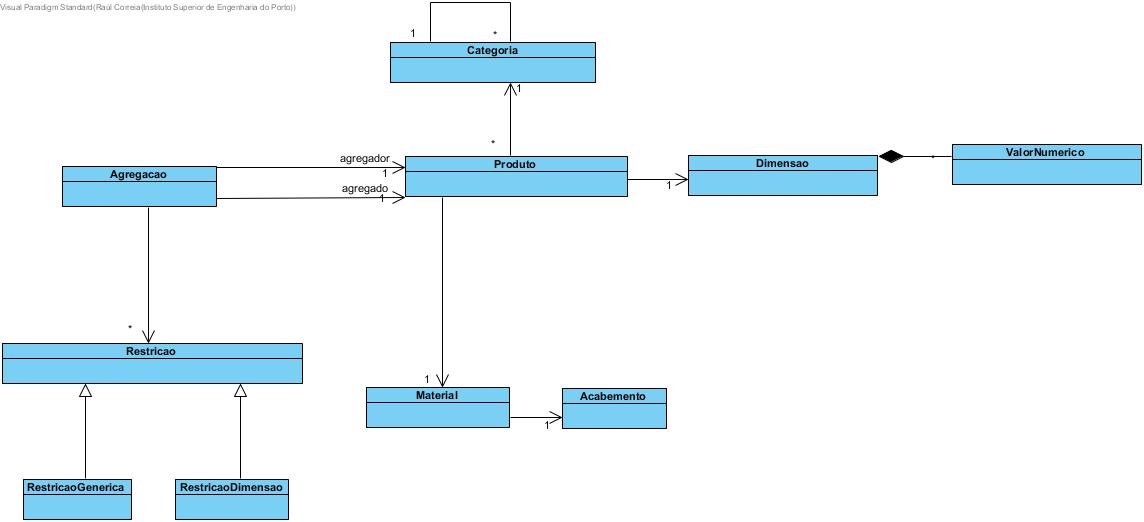 Visual Paradigm Standard(Raúl Correia(Instituto Superior de Engenharia do Porto))
1
*
Categoria
1
*
agregador
1
Agregacao
Produto
Dimensao
*
ValorNumerico
agregado
1
1
*
Restricao
1
Material
Acabemento
1
RestricaoGenerica
RestricaoDimensao